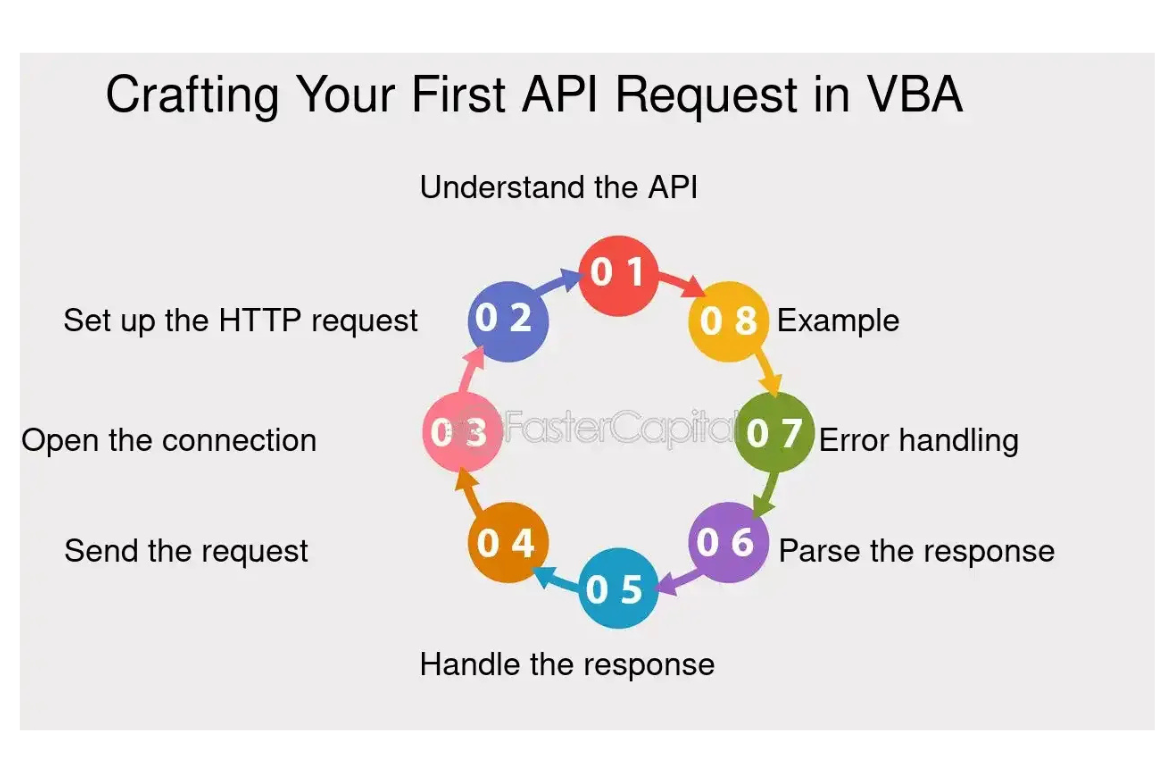 Crafting Your First API Request in VBA
Understand the API
0 1
0 2
Set up the HTTP request
0 8
Example
0 3
Open the connection
FasterCapital
0 7
Error handling
0 4
Send the request
0 6
Parse the response
0 5
Handle the response